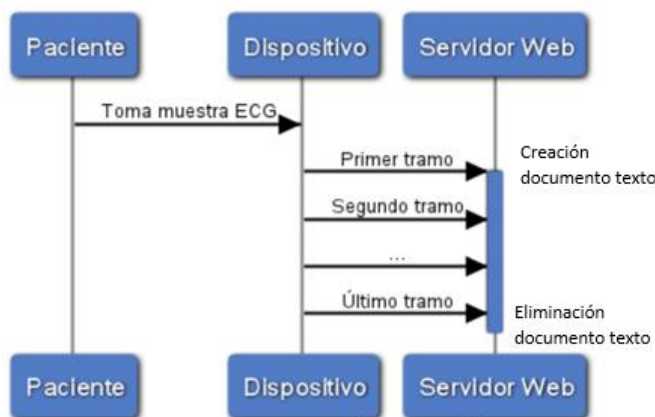 Paciente
Dispositivo
Servidor Web
Toma muestra ECG
Primer tramo
Creación
documento texto
Segundo tramo
...
Último tramo
Eliminación
documento texto
Paciente
Dispositivo
Servidor Web